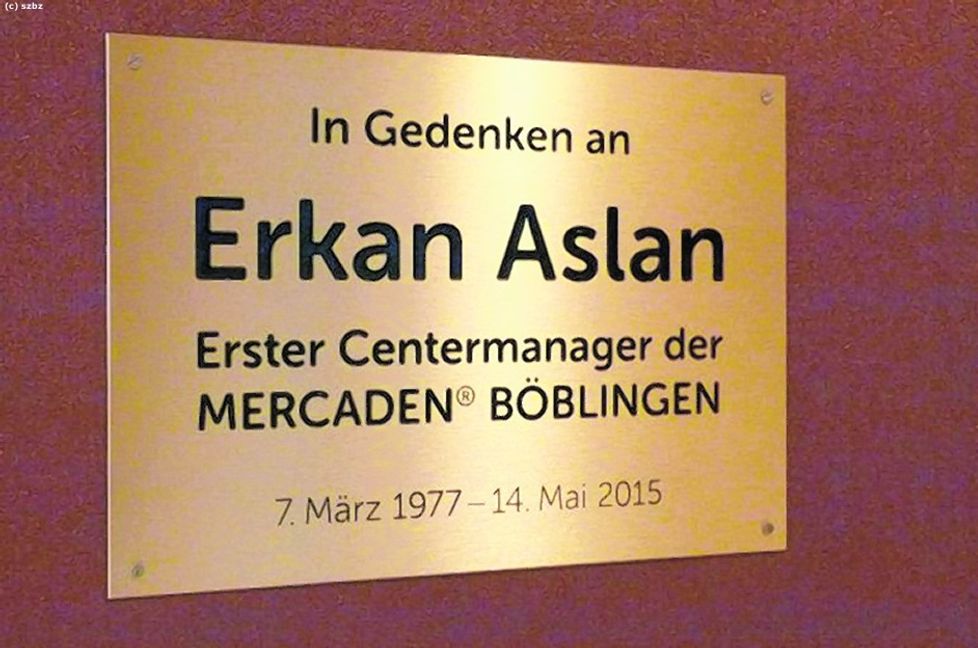 (c) szbz
In Gedenken an
Erkan Aslan
Erster Centermanager der
MERCADEN® BÖBLINGEN
7. März 1977 – 14. Mai 2015